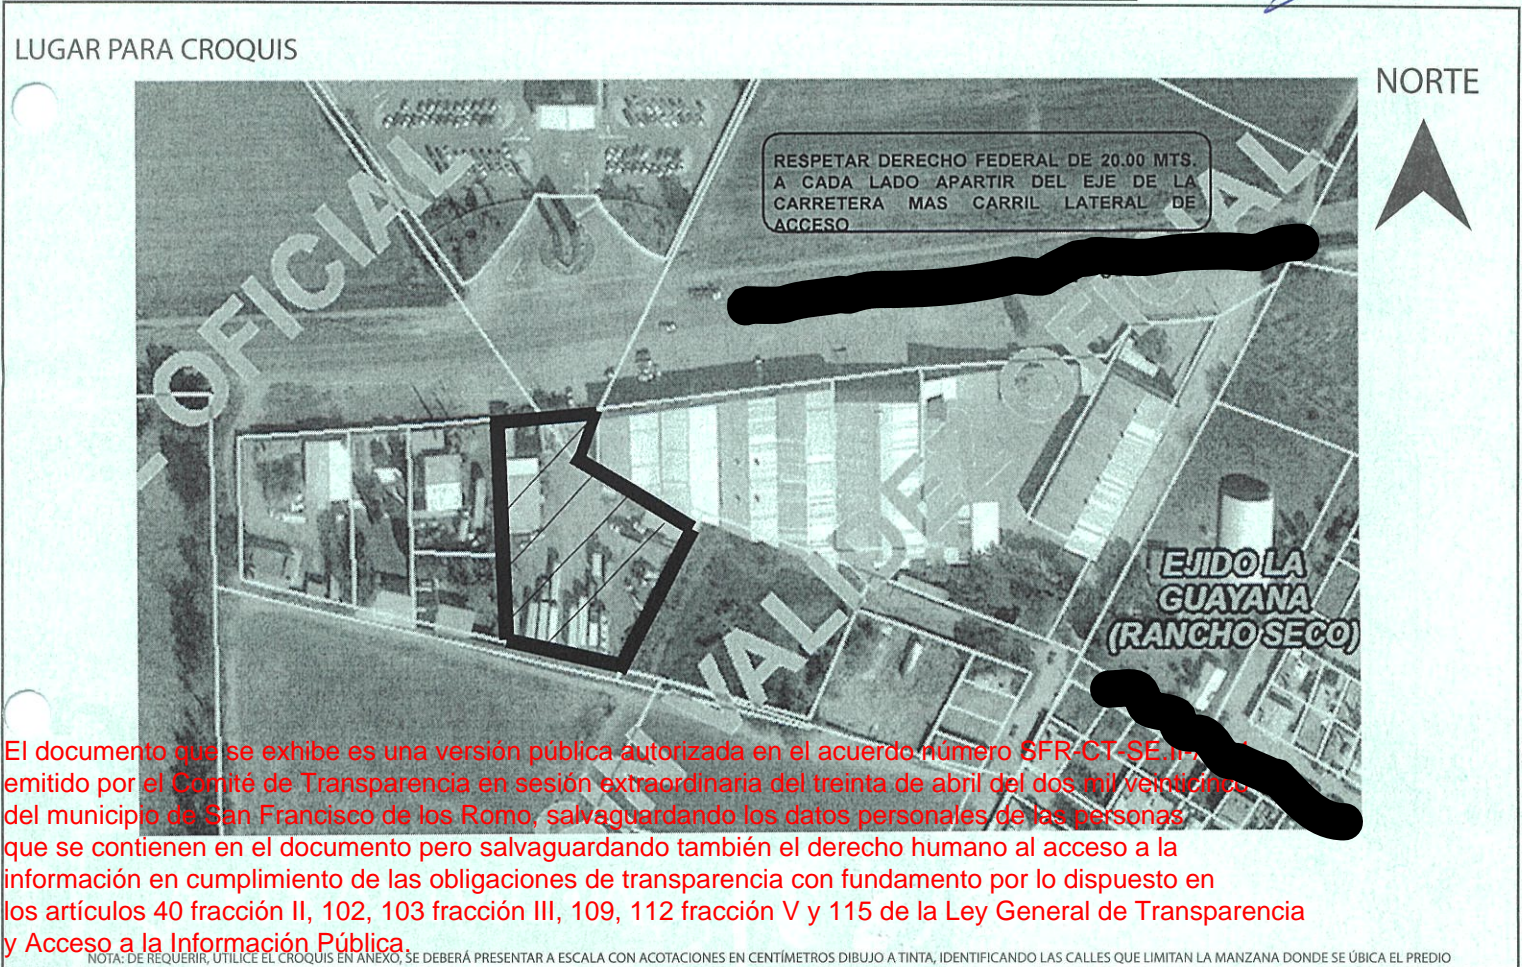 LUGAR PARA CROQUIS
NORTE
RESPETAR DERECHO FEDERAL DE 20.00 MTS.
A CADA LADO APARTIR DEL EJE DE LA
CARRETERA MAS CARRIL LATERAL DE
ACCESO
OFICIAL
OFICIAL
VAL
EJIDO LA
GUAYANA
(RANCHO SECO)
El documento que se exhibe es una versión pública autorizada en el acuerdo número SFR-CT-SE.
emitido por el Comité de Transparencia en sesión extraordinaria del treinta de abril del dos mil veinticinco
del municipio de San Francisco de los Romo, salvaguardando los datos personales de las personas
que se contienen en el documento pero salvaguardando también el derecho humano al acceso a la
información en cumplimiento de las obligaciones de transparencia con fundamento por lo dispuesto en
los artículos 40 fracción II, 102, 103 fracción III, 109, 112 fracción V y 115 de la Ley General de Transparencia
y Acceso a la Información Pública.
NOTA: DE REQUERIR, UTILICE EL CROQUIS EN ANEXO, SE DEBERÁ PRESENTAR A ESCALA CON ACOTACIONES EN CENTÍMETROS DIBUJO A TINTA, IDENTIFICANDO LAS CALLES QUE LIMITAN LA MANZANA DONDE SE ÚBICA EL PREDIO